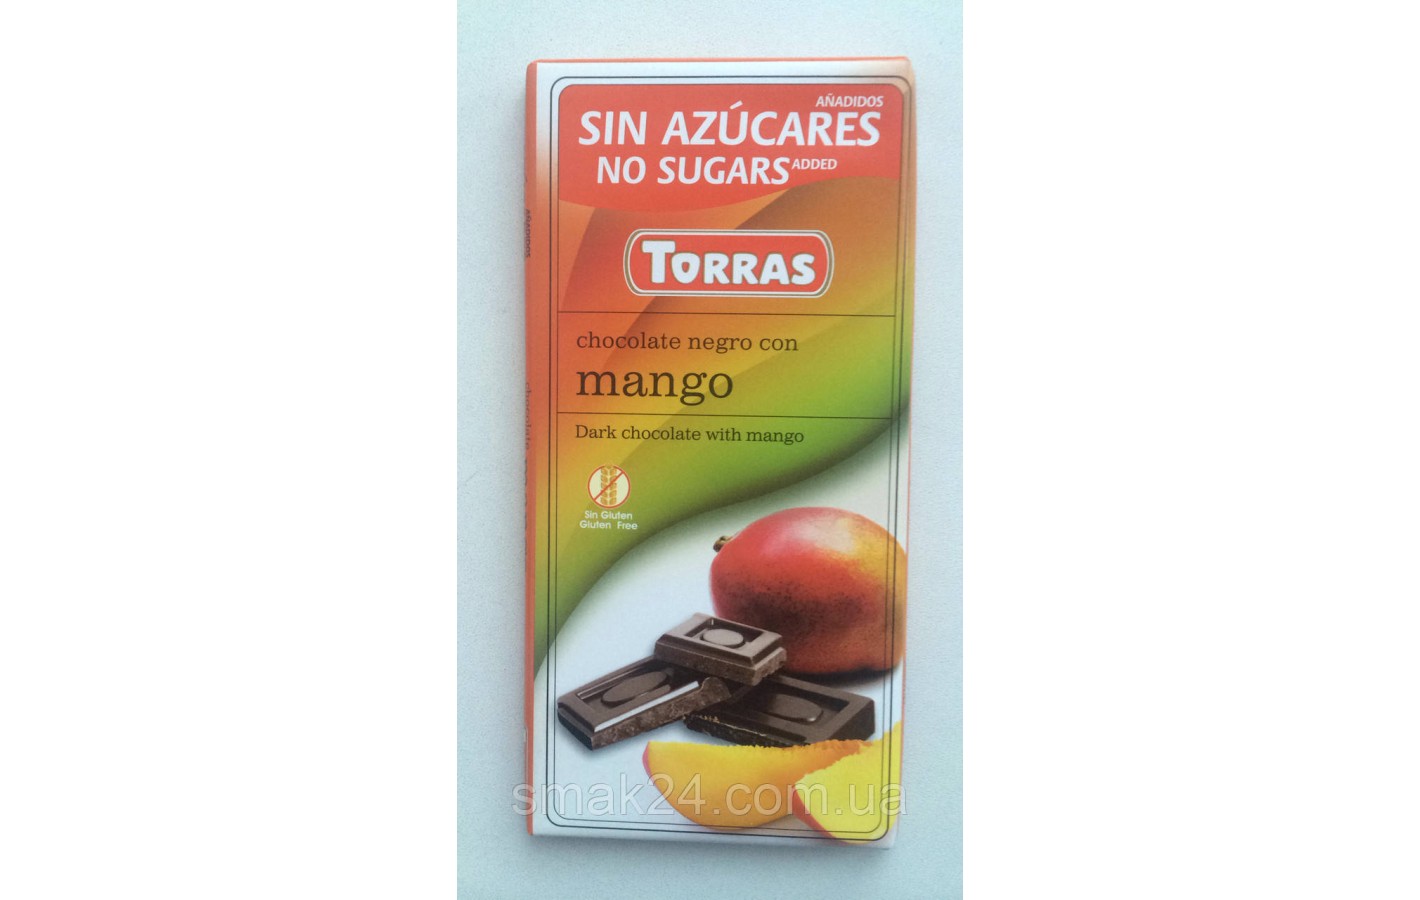 AÑADIDOS
SIN AZÚCARES
NO SUGARS ADDED
TORRAS
chocolate negro con
mango
Dark chocolate with mango
Sin Gluten
Gluten Free
smak24.com.ua